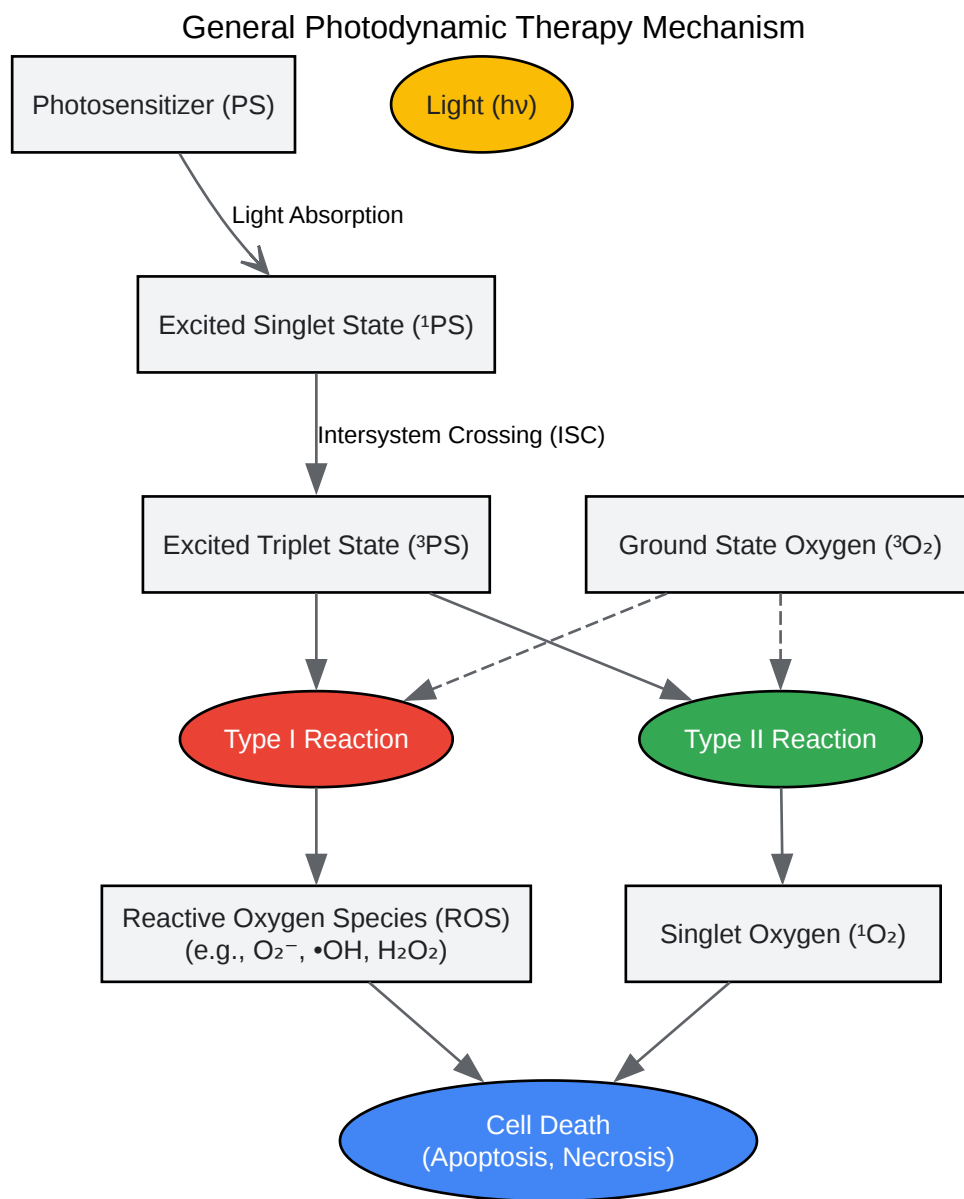 General Photodynamic Therapy Mechanism
Photosensitizer (PS)
Light (hν)
Light Absorption
Excited Singlet State (¹PS)
Intersystem Crossing (ISC)
Excited Triplet State (³PS)
Ground State Oxygen (³O₂)
Type I Reaction
Type II Reaction
Reactive Oxygen Species (ROS)
(e.g., O₂⁻, •OH, H₂O₂)
Singlet Oxygen (¹O₂)
Cell Death
(Apoptosis, Necrosis)